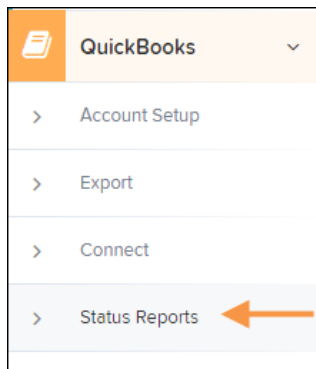 QuickBooks
Account Setup
Export
Connect
Status Reports